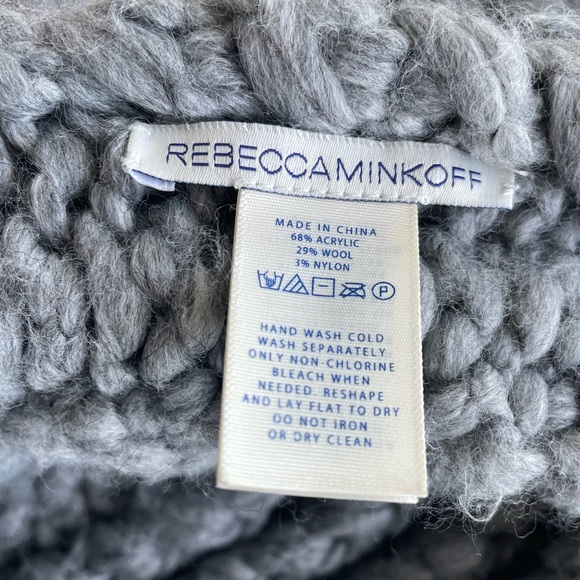 REBECCAMINKOFF
MADE IN CHINA
68% ACRYLIC
29% WOOL
3% NYLON
P
HAND WASH COLD
WASH SEPARATELY
ONLY NON-CHLORINE
BLEACH WHEN
NEEDED. RESHAPE
AND LAY FLAT TO DRY
DO NOT IRON
OR DRY CLEAN